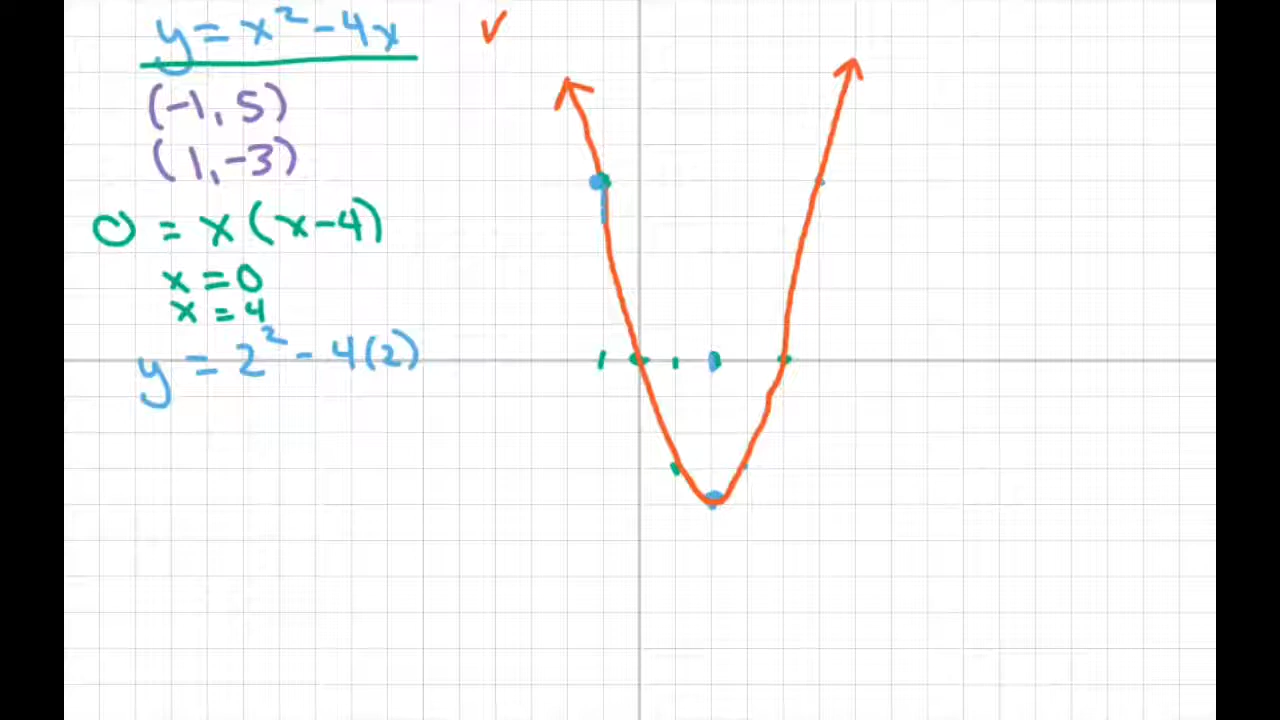 y = x² - 4x
(-1, 5)
(1, -3)
0 = x(x-4)
x = 0
x = 4
y = 2² - 4(2)